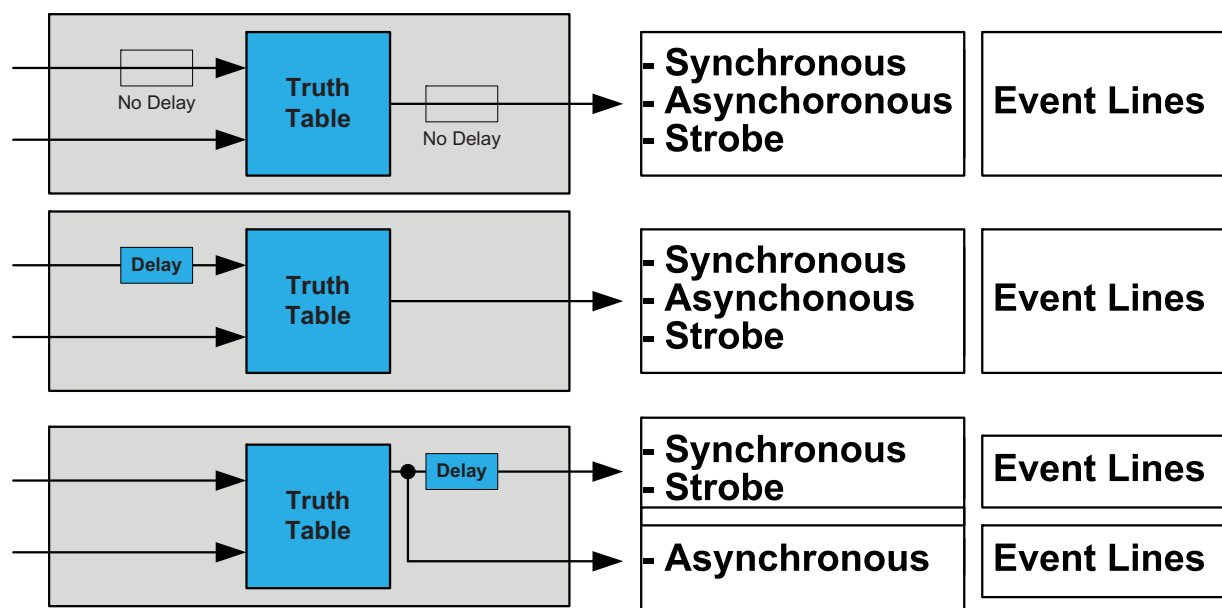 No Delay
Truth
Table
No Delay
- Synchronous
- Asynchoronous
- Strobe
Event Lines
Delay
Truth
Table
- Synchronous
- Asynchonous
- Strobe
Event Lines
Truth
Table
Delay
- Synchronous
- Strobe
Event Lines
- Asynchronous
Event Lines